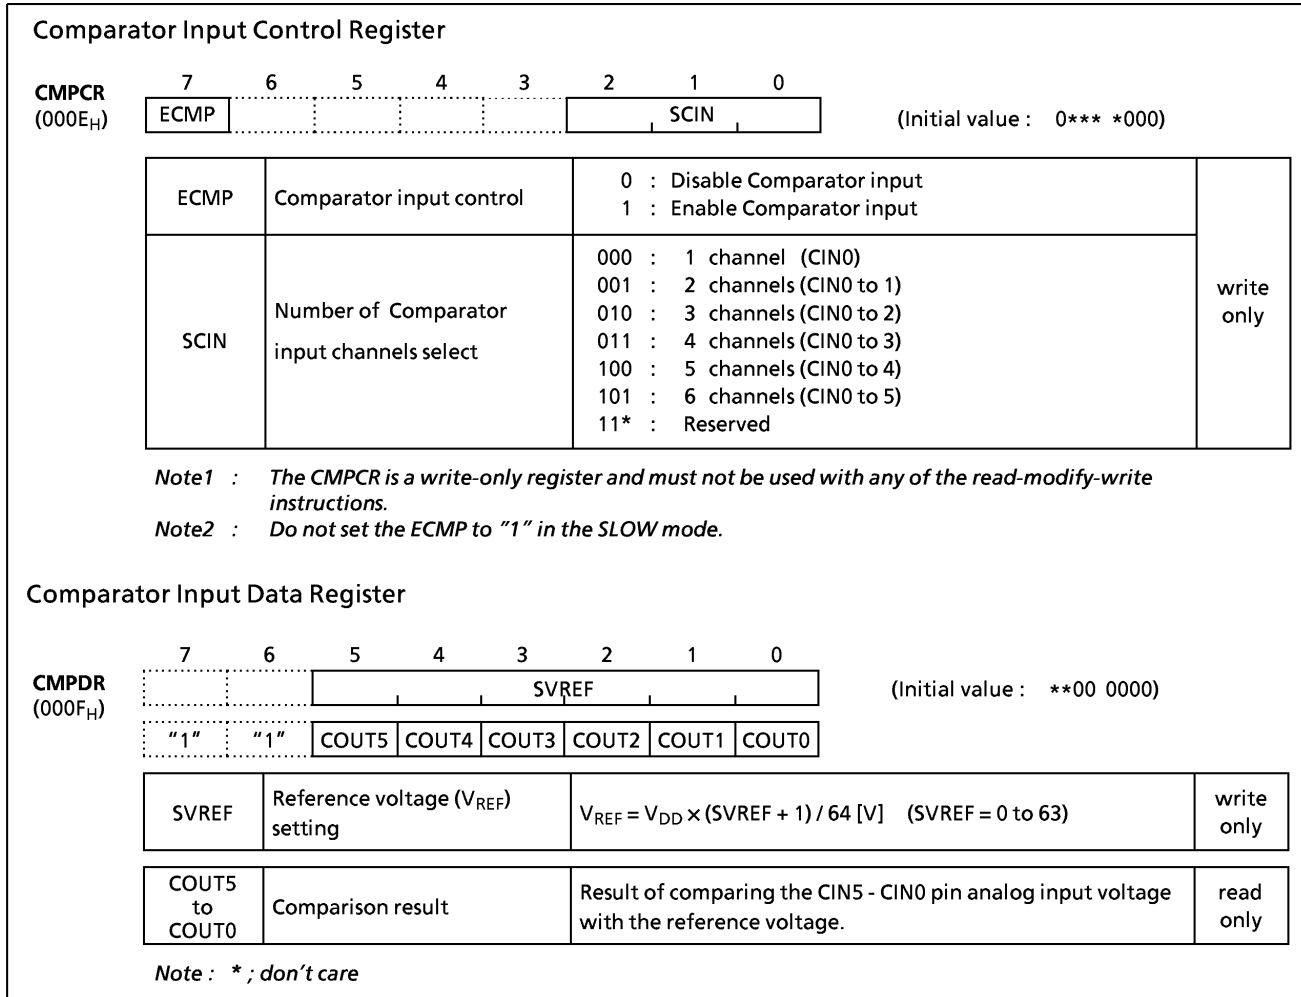 Comparator Input Control Register
7 6 5 4 3 2 1 0
CMPCR
(000EH)
ECMP SCIN (Initial value : 0*** *000)
ECMP Comparator input control 0 : Disable Comparator input
1 : Enable Comparator input
SCIN Number of Comparator input channels select 000 : 1 channel (CIN0)
001 : 2 channels (CIN0 to 1)
010 : 3 channels (CIN0 to 2)
011 : 4 channels (CIN0 to 3)
100 : 5 channels (CIN0 to 4)
101 : 6 channels (CIN0 to 5)
11* : Reserved
write
only
Note1 : The CMPCR is a write-only register and must not be used with any of the read-modify-write
instructions.
Note2 : Do not set the ECMP to "1" in the SLOW mode.
Comparator Input Data Register
7 6 5 4 3 2 1 0
CMPDR
(000FH)
SVREF (Initial value : **00 0000)
"1" "1" COUT5 COUT4 COUT3 COUT2 COUT1 COUT0
SVREF Reference voltage (VREF)
setting
VREF = VDD × (SVREF + 1) / 64 [V] (SVREF = 0 to 63)
write
only
COUT5
to
COUT0
Comparison result
Result of comparing the CIN5 - CIN0 pin analog input voltage
with the reference voltage.
read
only
Note : * ; don't care